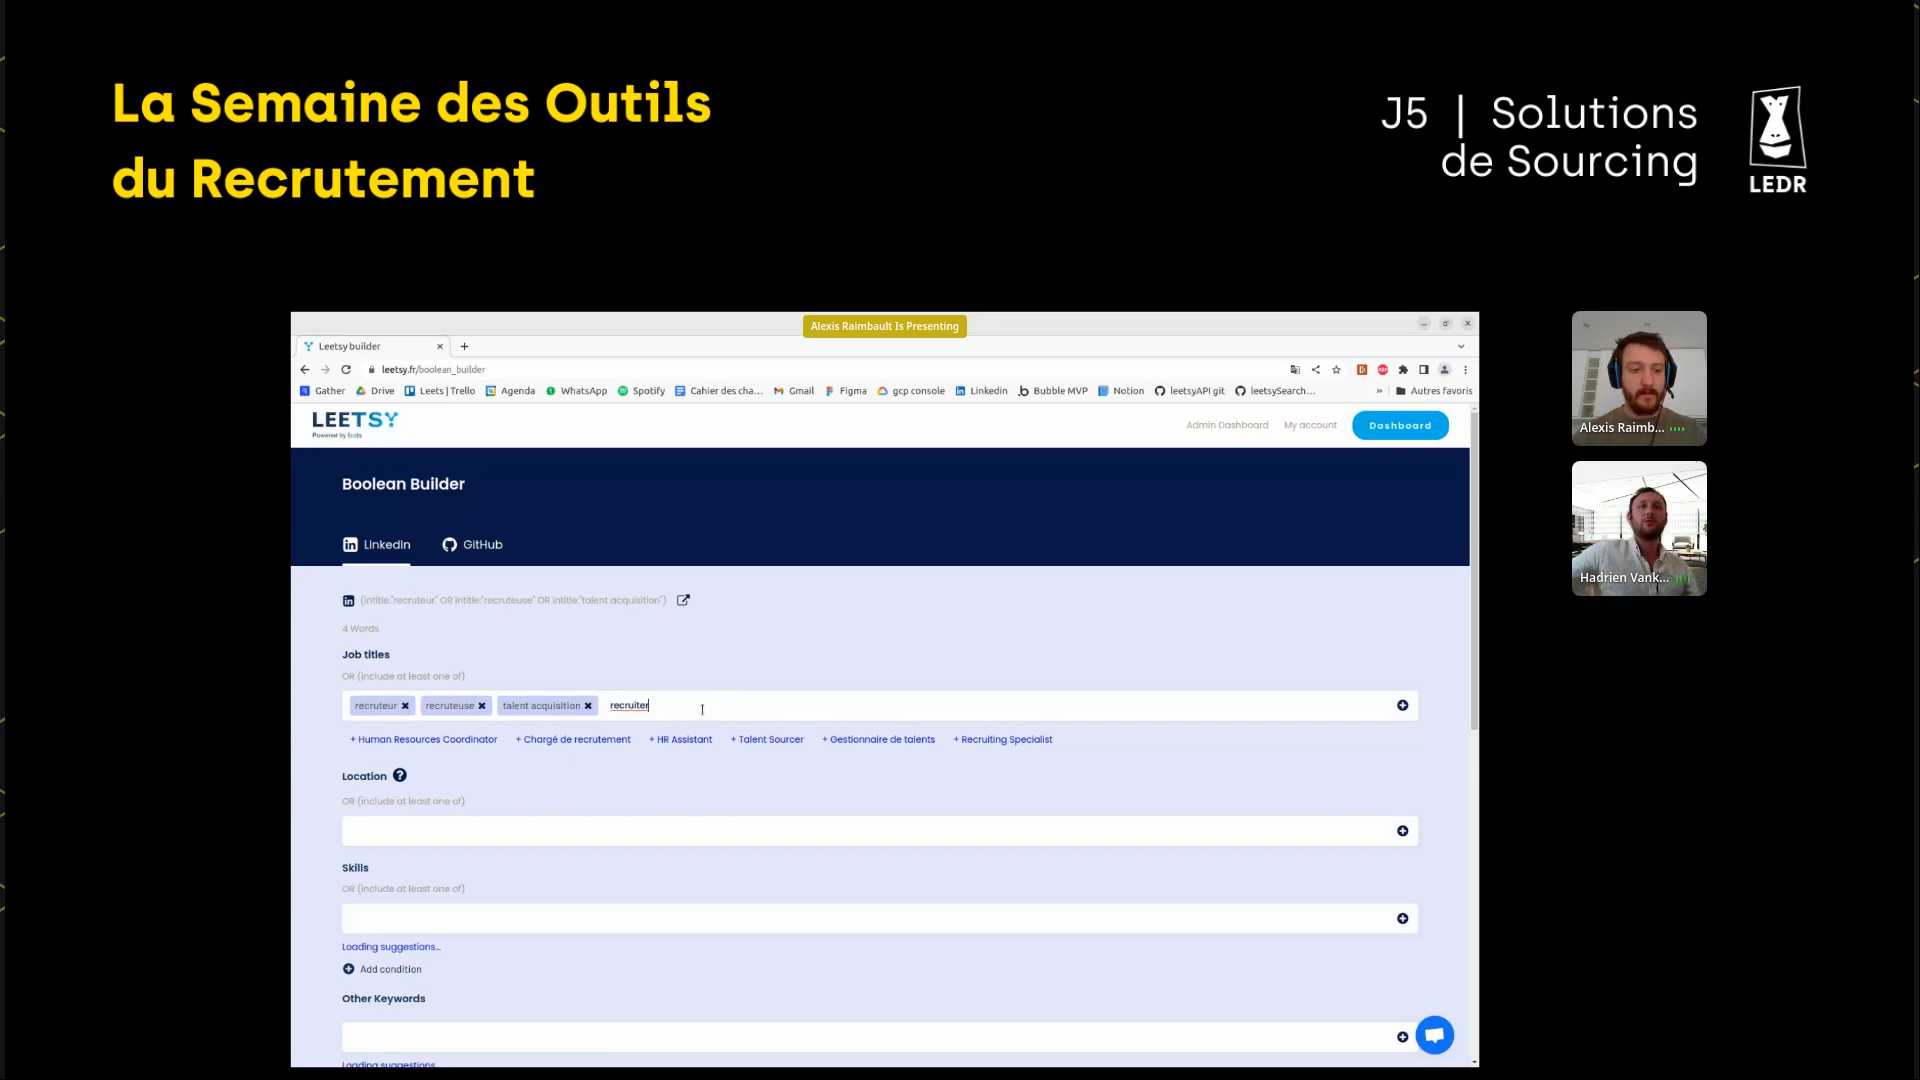 La Semaine des Outils
du Recrutement
J5 | Solutions
de Sourcing
LEDR
Alexis Raimbault Is Presenting
Leetsy builder
leetsy.fr/boolean_builder
Gather Drive Leets | Trello Agenda WhatsApp Spotify Cahier des cha... Gmail Figma gcp console Linkedin Bubble MVP Notion leetsyAPI git leetsySearch... » Autres favoris
LEETSY
Powered by leets
Admin Dashboard My account Dashboard
Boolean Builder
LinkedIn GitHub
(intitle:"recruteur" OR intitle:"recruteuse" OR intitle:"talent acquisition")
4 Words
Job titles
OR (include at least one of)
recruteur recruteuse talent acquisition recruiter
+ Human Resources Coordinator + Chargé de recrutement + HR Assistant + Talent Sourcer + Gestionnaire de talents + Recruiting Specialist
Location ?
OR (include at least one of)
Skills
OR (include at least one of)
Loading suggestions...
Add condition
Other Keywords
Loading suggestions
Alexis Raimb...
Hadrien Vank...